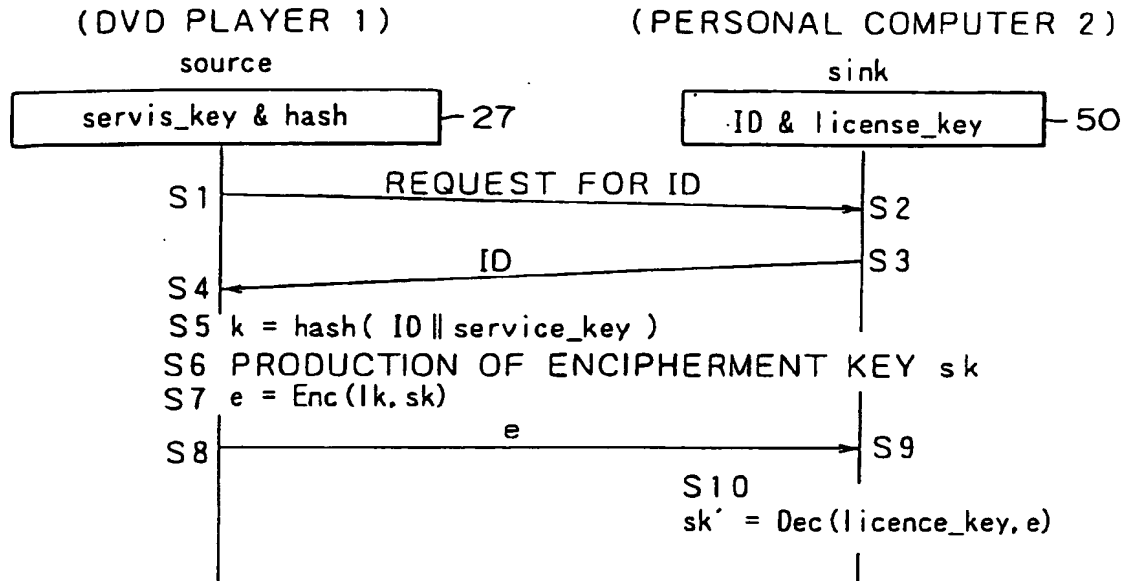 (DVD PLAYER 1) (PERSONAL COMPUTER 2)
source sink
servis_key & hash 27 ID & license_key 50
S1 REQUEST FOR ID S2
ID S3
S4
S5 k = hash( ID || service_key )
S6 PRODUCTION OF ENCIPHERMENT KEY sk
S7 e = Enc(lk, sk)
S8 e S9
S10
sk´ = Dec(licence_key, e)